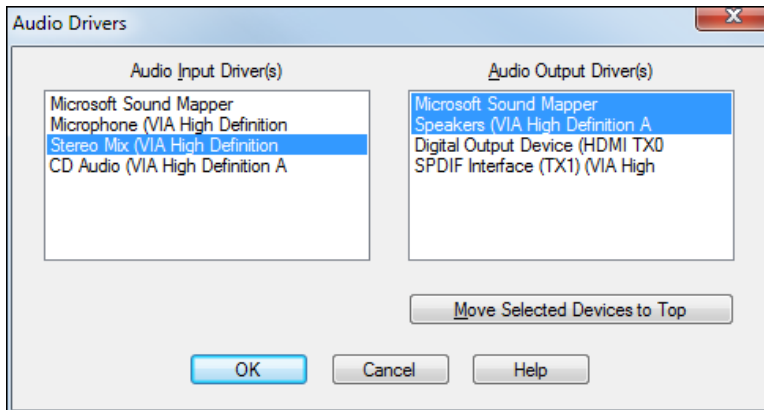 Audio Drivers
X
Audio Input Driver(s)
Microsoft Sound Mapper
Microphone (VIA High Definition
Stereo Mix (VIA High Definition
CD Audio (VIA High Definition A
Audio Output Driver(s)
Microsoft Sound Mapper
Speakers (VIA High Definition A
Digital Output Device (HDMI TX0
SPDIF Interface (TX1) (VIA High
Move Selected Devices to Top
OK
Cancel
Help